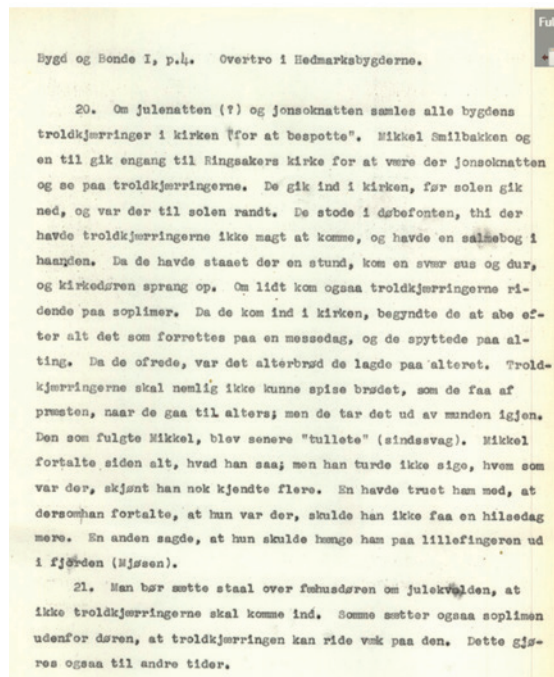 Ful
Bygd og Bonde I, p.4. Overtro i Hedmarksbygderne.
20. Om julenatten (?) og jonsoknatten samles alle bygdens
troldkjærringer i kirken "for at bespotte". Mikkel Smilbakken og
en til gik engang til Ringsakers kirke for at være der jonsoknatten
og se paa troldkjærringerne. De gik ind i kirken, før solen gik
ned, og var der til solen randt. De stode i døbefonten, thi der
havde troldkjærringerne ikke magt at komme, og havde en salmebog i
haanden. Da de havde staaet der en stund, kom en svær sus og dur,
og kirkedøren sprang op. Om lidt kom ogsaa troldkjærringerne ri-
dende paa soplimer. Da de kom ind i kirken, begyndte de at abe ef-
ter alt det som forrettes paa en messedag, og de spyttede paa al-
ting. Da de ofrede, var det alterbrød de lagde paa alteret. Trold-
kjærringerne skal nemlig ikke kunne spise brødet, som de faa af
præsten, naar de gaa til alters; men de tar det ud av munden igjen.
Den som fulgte Mikkel, blev senere "tullete" (sindssvag). Mikkel
fortalte siden alt, hvad han saa; men han turde ikke sige, hvem som
var der, skjønt han nok kjendte flere. En havde truet ham med, at
dersomhan fortalte, at hun var der, skulde han ikke faa en hilsedag
mere. En anden sagde, at hun skulde hænge ham paa lillefingeren ud
i fjorden (Mjøsen).
21. Man bør sætte staal over fæhusdøren om julekvelden, at
ikke troldkjærringerne skal komme ind. Somme sætter ogsaa soplimen
udenfor døren, at troldkjærringen kan ride væk paa den. Dette gjø-
res ogsaa til andre tider.